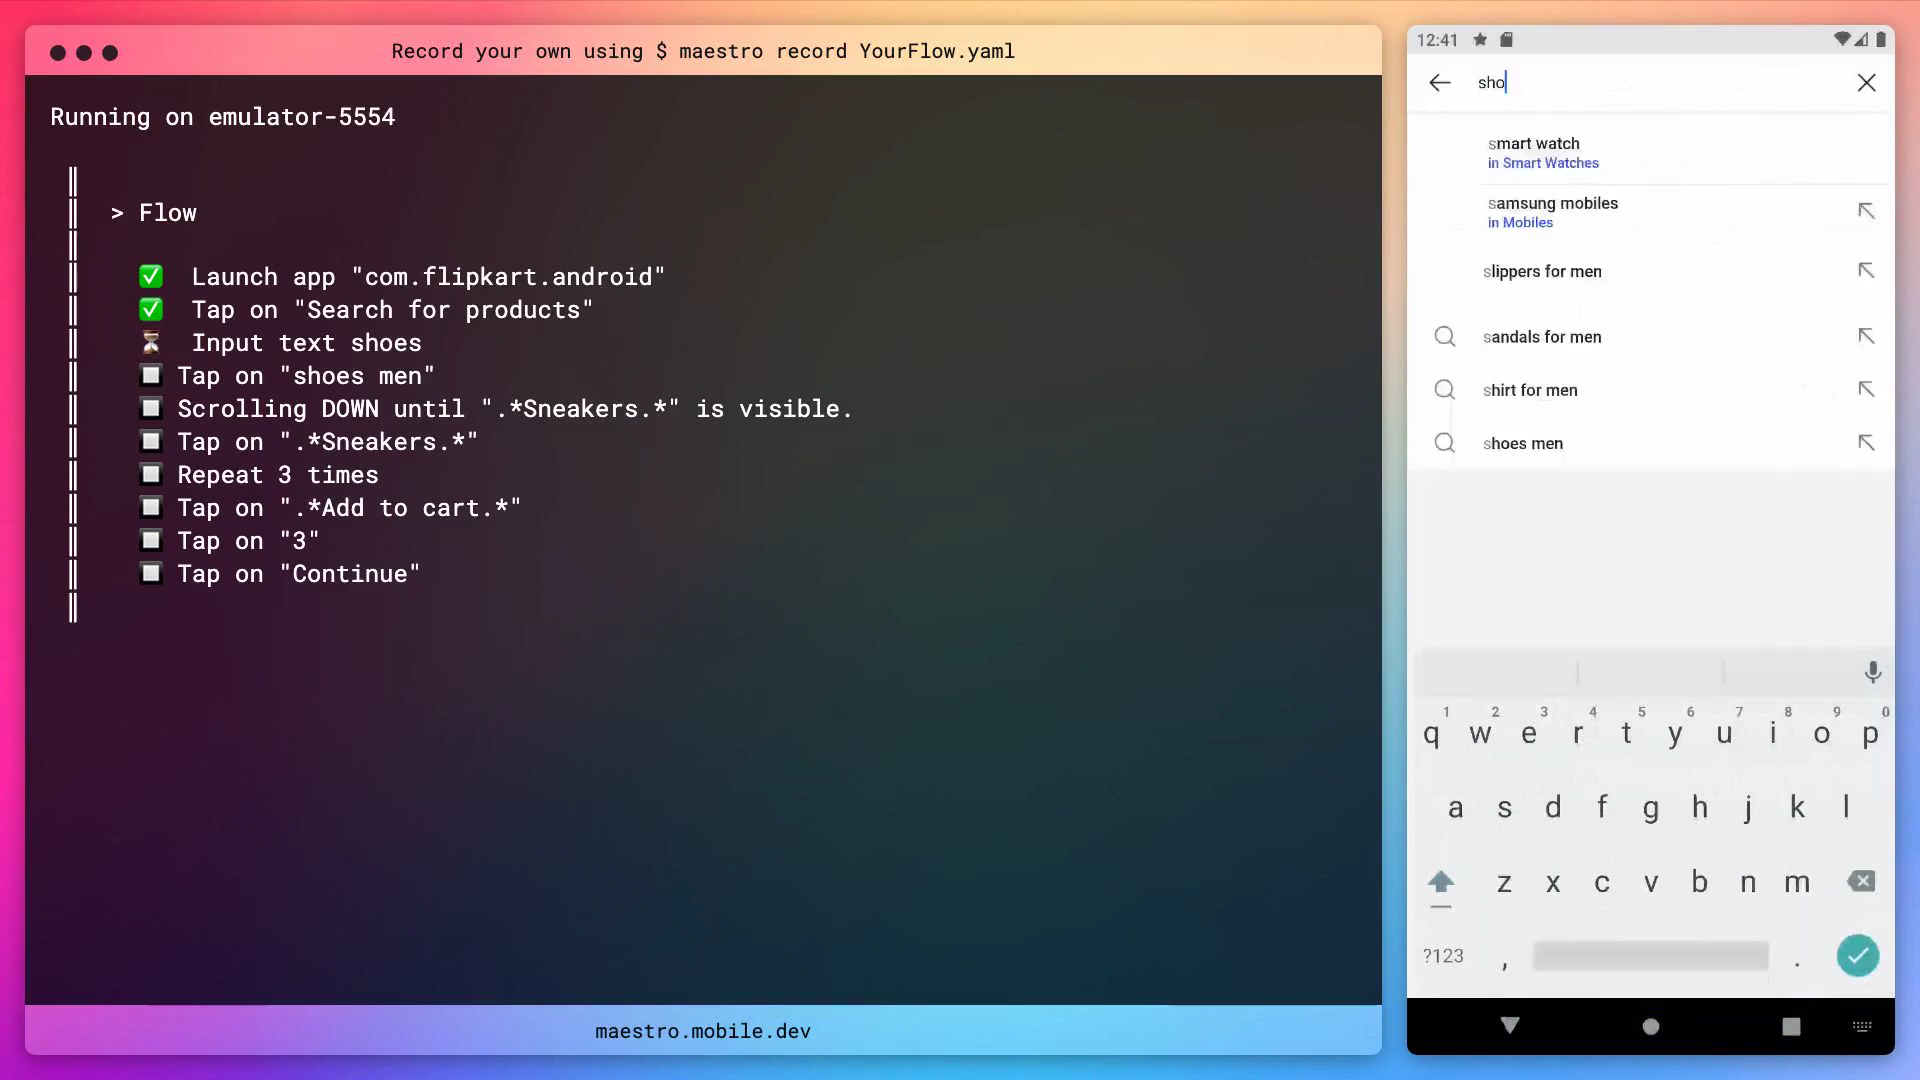 Record your own using $ maestro record YourFlow.yaml
Running on emulator-5554
> Flow
Launch app "com.flipkart.android"
Tap on "Search for products"
Input text shoes
Tap on "shoes men"
Scrolling DOWN until ".*Sneakers.*" is visible.
Tap on ".*Sneakers.*"
Repeat 3 times
Tap on ".*Add to cart.*"
Tap on "3"
Tap on "Continue"
maestro.mobile.dev
12:41
sho
smart watch
in Smart Watches
samsung mobiles
in Mobiles
slippers for men
sandals for men
shirt for men
shoes men
1 2 3 4 5 6 7 8 9 0
q w e r t y u i o p
a s d f g h j k l
z x c v b n m
?123 , .